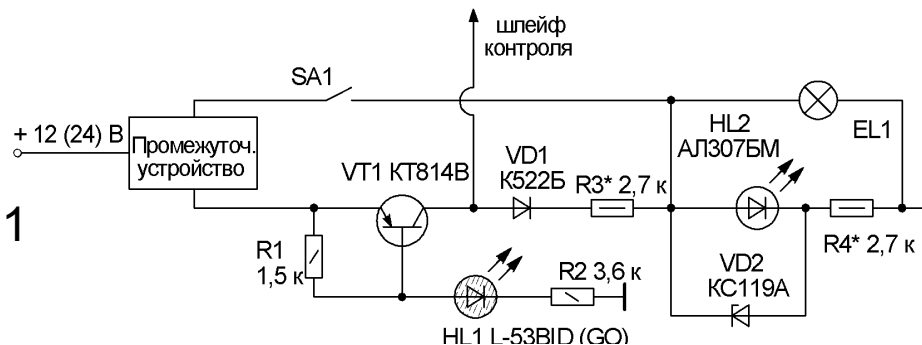 шлейф
контроля
SA1
+ 12 (24) В
Промежуточ.
устройство
HL2
АЛ307БМ
EL1
VT1 КТ814В
VD1
К522Б
R3* 2,7 к
1
R1
1,5 к
R2 3,6 к
R4* 2,7 к
VD2
КС119А
HL1 L-53BID (GO)